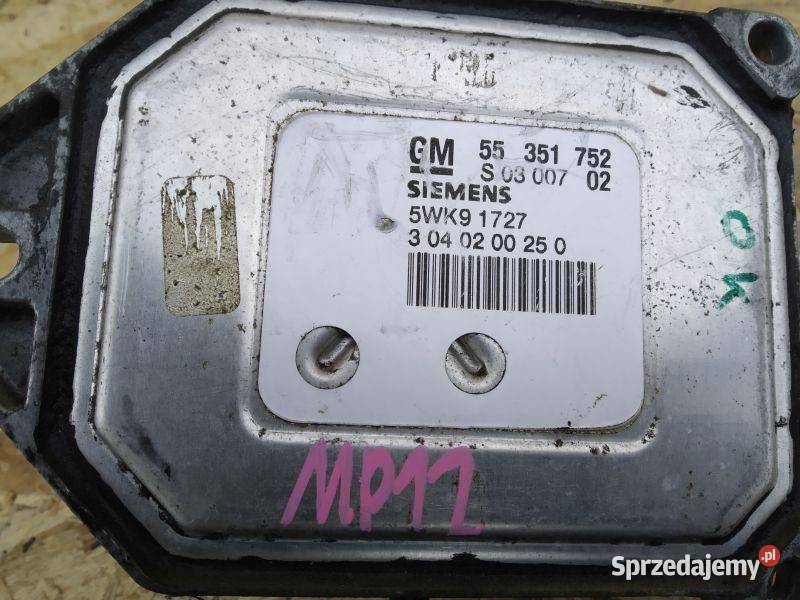 GM 55 351 752
S 03 007 02
SIEMENS
5WK9 1727
3 04 02 00 25 0
OK
MP12
Sprzedajemy.pl